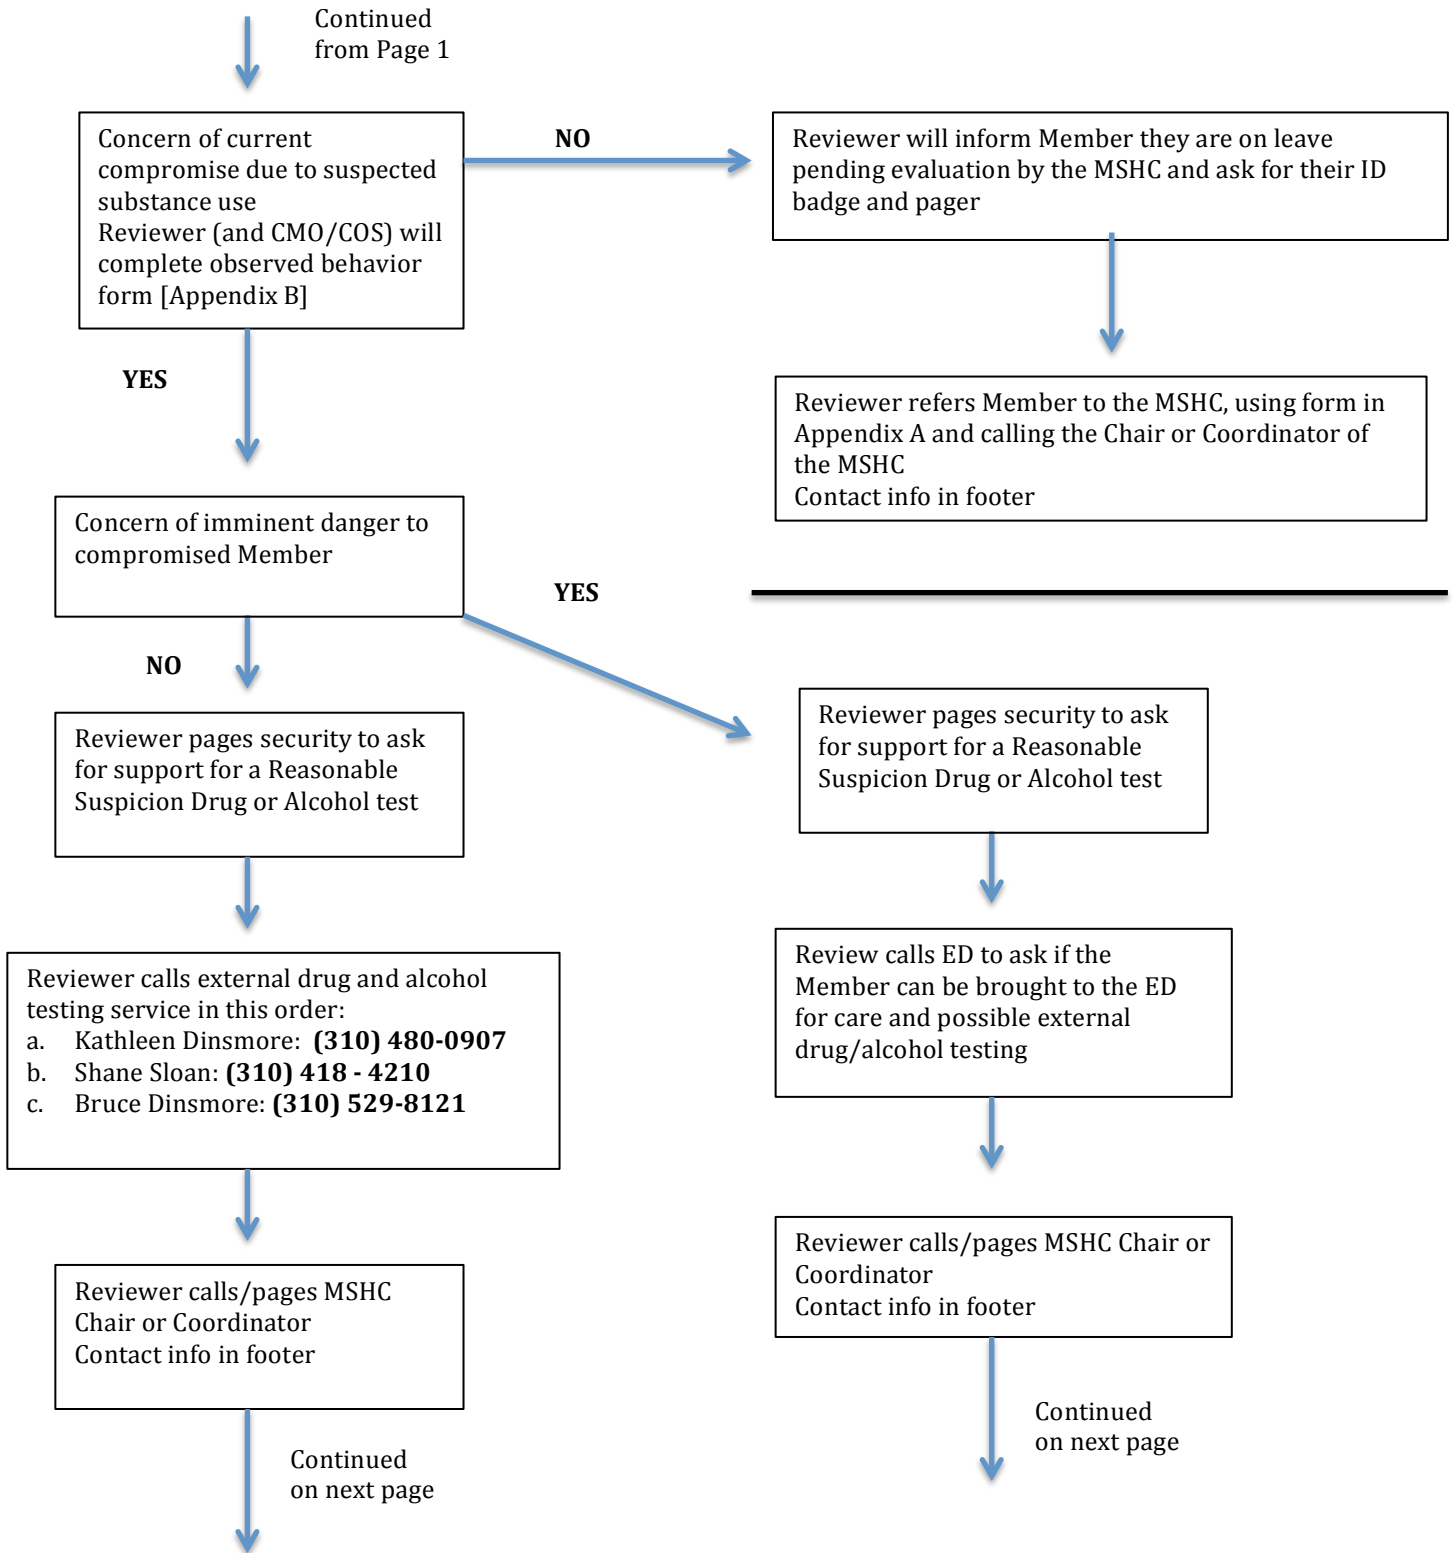 Continued
from Page 1
Concern of current
compromise due to suspected
substance use
Reviewer (and CMO/COS) will
complete observed behavior
form [Appendix B]
NO
Reviewer will inform Member they are on leave
pending evaluation by the MSHC and ask for their ID
badge and pager
YES
Reviewer refers Member to the MSHC, using form in
Appendix A and calling the Chair or Coordinator of
the MSHC
Contact info in footer
Concern of imminent danger to
compromised Member
YES
NO
Reviewer pages security to ask
for support for a Reasonable
Suspicion Drug or Alcohol test
Reviewer pages security to ask
for support for a Reasonable
Suspicion Drug or Alcohol test
Reviewer calls external drug and alcohol
testing service in this order:
a. Kathleen Dinsmore: (310) 480-0907
b. Shane Sloan: (310) 418 - 4210
c. Bruce Dinsmore: (310) 529-8121
Review calls ED to ask if the
Member can be brought to the ED
for care and possible external
drug/alcohol testing
Reviewer calls/pages MSHC
Chair or Coordinator
Contact info in footer
Reviewer calls/pages MSHC Chair or
Coordinator
Contact info in footer
Continued
on next page
Continued
on next page